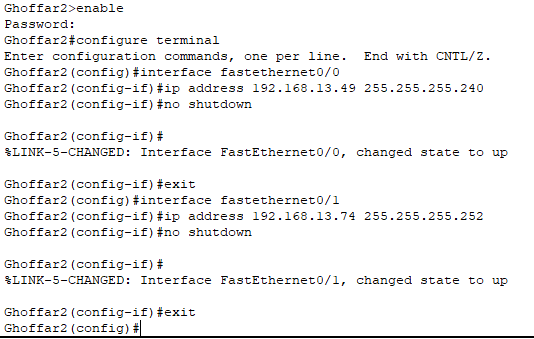 Ghoffar2>enable
Password:
Ghoffar2#configure terminal
Enter configuration commands, one per line.  End with CNTL/Z.
Ghoffar2(config)#interface fastethernet0/0
Ghoffar2(config-if)#ip address 192.168.13.49 255.255.255.240
Ghoffar2(config-if)#no shutdown
Ghoffar2(config-if)#
%LINK-5-CHANGED: Interface FastEthernet0/0, changed state to up
Ghoffar2(config-if)#exit
Ghoffar2(config)#interface fastethernet0/1
Ghoffar2(config-if)#ip address 192.168.13.74 255.255.255.252
Ghoffar2(config-if)#no shutdown
Ghoffar2(config-if)#
%LINK-5-CHANGED: Interface FastEthernet0/1, changed state to up
Ghoffar2(config-if)#exit
Ghoffar2(config)#